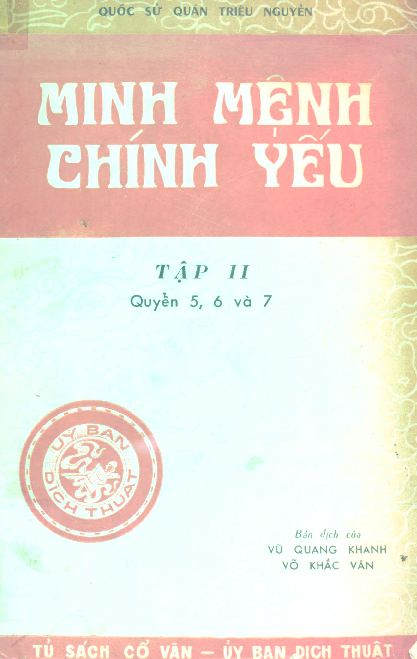 QUỐC SỬ QUÁN TRIỀU NGUYỄN
MINH MỆNH
CHÍNH YẾU
TẬP II
Quyển 5, 6 và 7
ỦY BAN
DỊCH THUẬT
Bản dịch của
VŨ QUANG KHANH
VÕ KHẮC VĂN
TỦ SÁCH CỔ VĂN – ỦY BAN DỊCH THUẬT